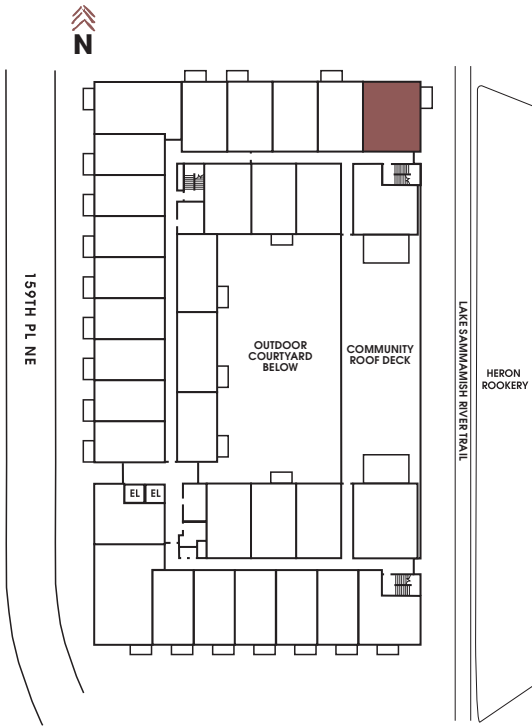 N
159TH PL NE
OUTDOOR
COURTYARD
BELOW
COMMUNITY
ROOF DECK
LAKE SAMMAMISH RIVER TRAIL
HERON
ROOKERY
EL EL